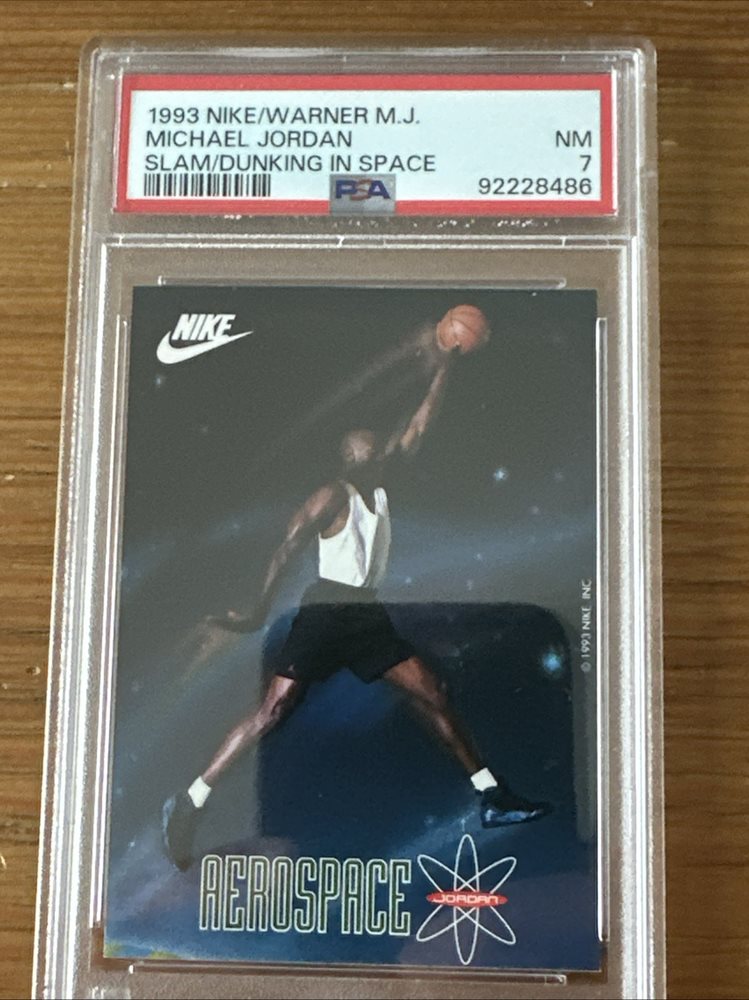 1993 NIKE/WARNER M.J.
MICHAEL JORDAN NM
SLAM/DUNKING IN SPACE 7
PSA 92228486
NIKE
© 1993 NIKE INC
AEROSPACE
JORDAN